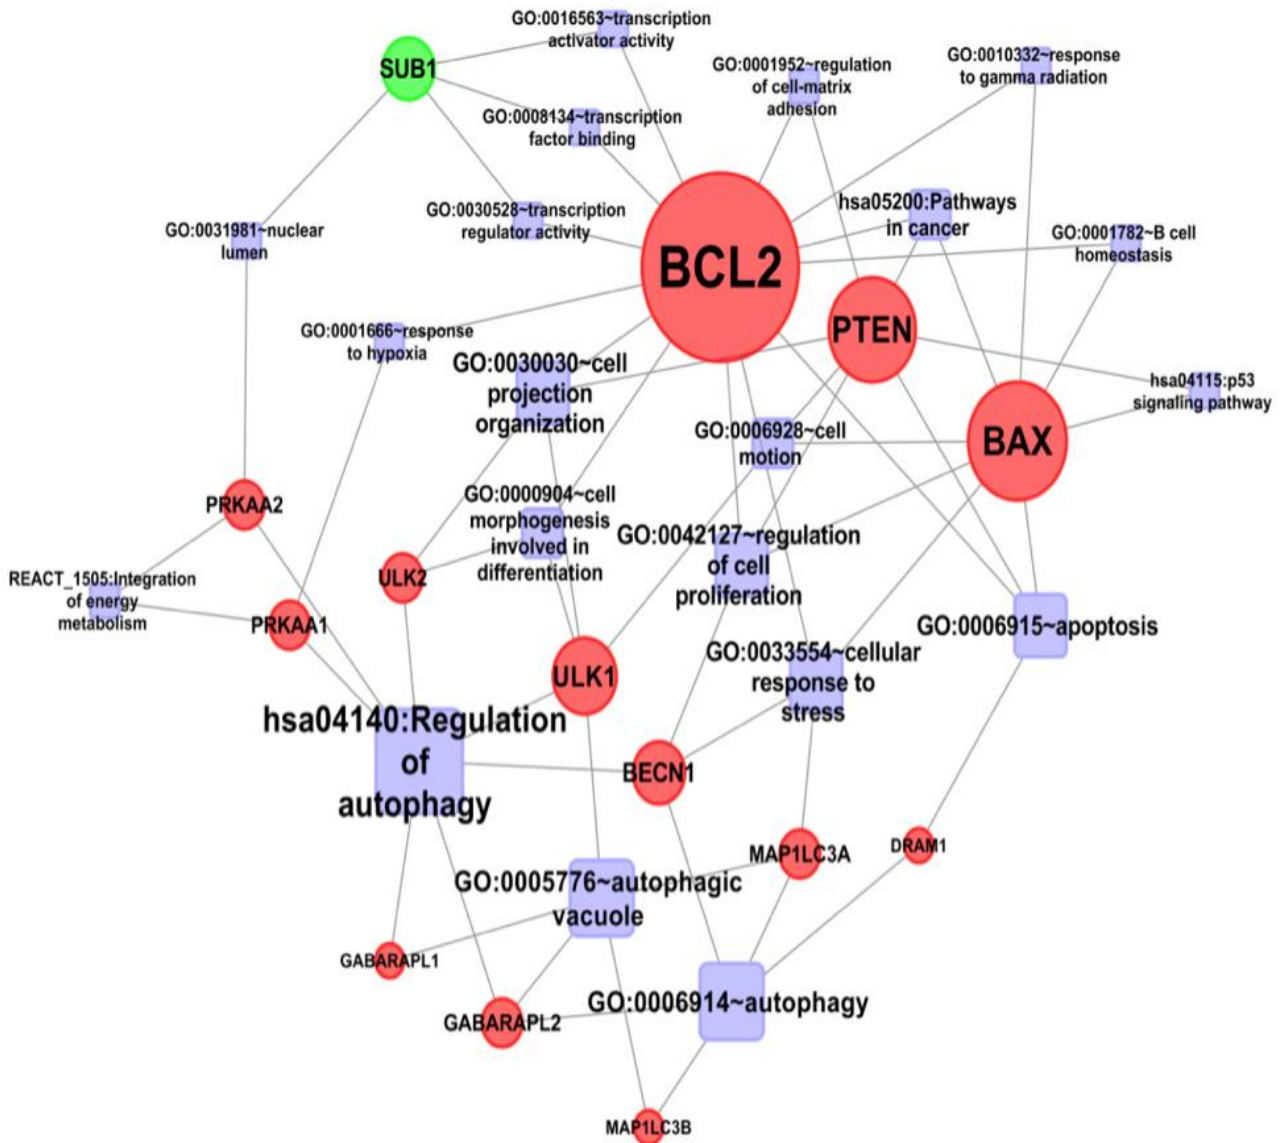 GO:0016563~transcription
activator activity
SUB1
GO:0001952~regulation
of cell-matrix
adhesion
GO:0010332~response
to gamma radiation
GO:0008134~transcription
factor binding
GO:0030528~transcription
regulator activity
hsa05200:Pathways
in cancer
GO:0031981~nuclear
lumen
GO:0001782~B cell
homeostasis
BCL2
GO:0001666~response
to hypoxia
PTEN
GO:0030030~cell
projection
organization
hsa04115:p53
signaling pathway
GO:0006928~cell
motion
BAX
PRKAA2
GO:0000904~cell
morphogenesis
involved in
differentiation
GO:0042127~regulation
of cell
proliferation
ULK2
REACT_1505:Integration
of energy
metabolism
PRKAA1
GO:0006915~apoptosis
GO:0033554~cellular
response to
stress
ULK1
hsa04140:Regulation
of
autophagy
BECN1
MAP1LC3A
DRAM1
GO:0005776~autophagic
vacuole
GABARAPL1
GO:0006914~autophagy
GABARAPL2
MAP1LC3B